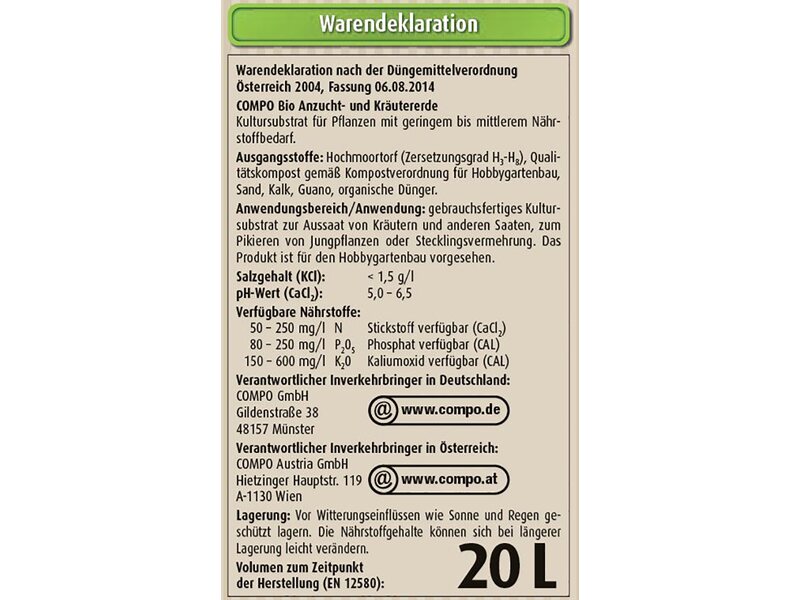 Warendeklaration
Warendeklaration nach der Düngemittelverordnung
Österreich 2004, Fassung 06.08.2014
COMPO Bio Anzucht- und Kräutererde
Kultursubstrat für Pflanzen mit geringem bis mittlerem Nähr-
stoffbedarf.
Ausgangsstoffe: Hochmoortorf (Zersetzungsgrad H₃-H₈), Quali-
tätskompost gemäß Kompostverordnung für Hobbygartenbau,
Sand, Kalk, Guano, organische Dünger.
Anwendungsbereich/Anwendung: gebrauchsfertiges Kultur-
substrat zur Aussaat von Kräutern und anderen Saaten, zum
Pikieren von Jungpflanzen oder Stecklingsvermehrung. Das
Produkt ist für den Hobbygartenbau vorgesehen.
Salzgehalt (KCl): < 1,5 g/l
pH-Wert (CaCl₂): 5,0 – 6,5
Verfügbare Nährstoffe:
50 – 250 mg/l N Stickstoff verfügbar (CaCl₂)
80 – 250 mg/l P₂O₅ Phosphat verfügbar (CAL)
150 – 600 mg/l K₂O Kaliumoxid verfügbar (CAL)
Verantwortlicher Inverkehrbringer in Deutschland:
COMPO GmbH
Gildenstraße 38
48157 Münster
@ www.compo.de
Verantwortlicher Inverkehrbringer in Österreich:
COMPO Austria GmbH
Hietzinger Hauptstr. 119
A-1130 Wien
@ www.compo.at
Lagerung: Vor Witterungseinflüssen wie Sonne und Regen ge-
schützt lagern. Die Nährstoffgehalte können sich bei längerer
Lagerung leicht verändern.
Volumen zum Zeitpunkt
der Herstellung (EN 12580):
20 L